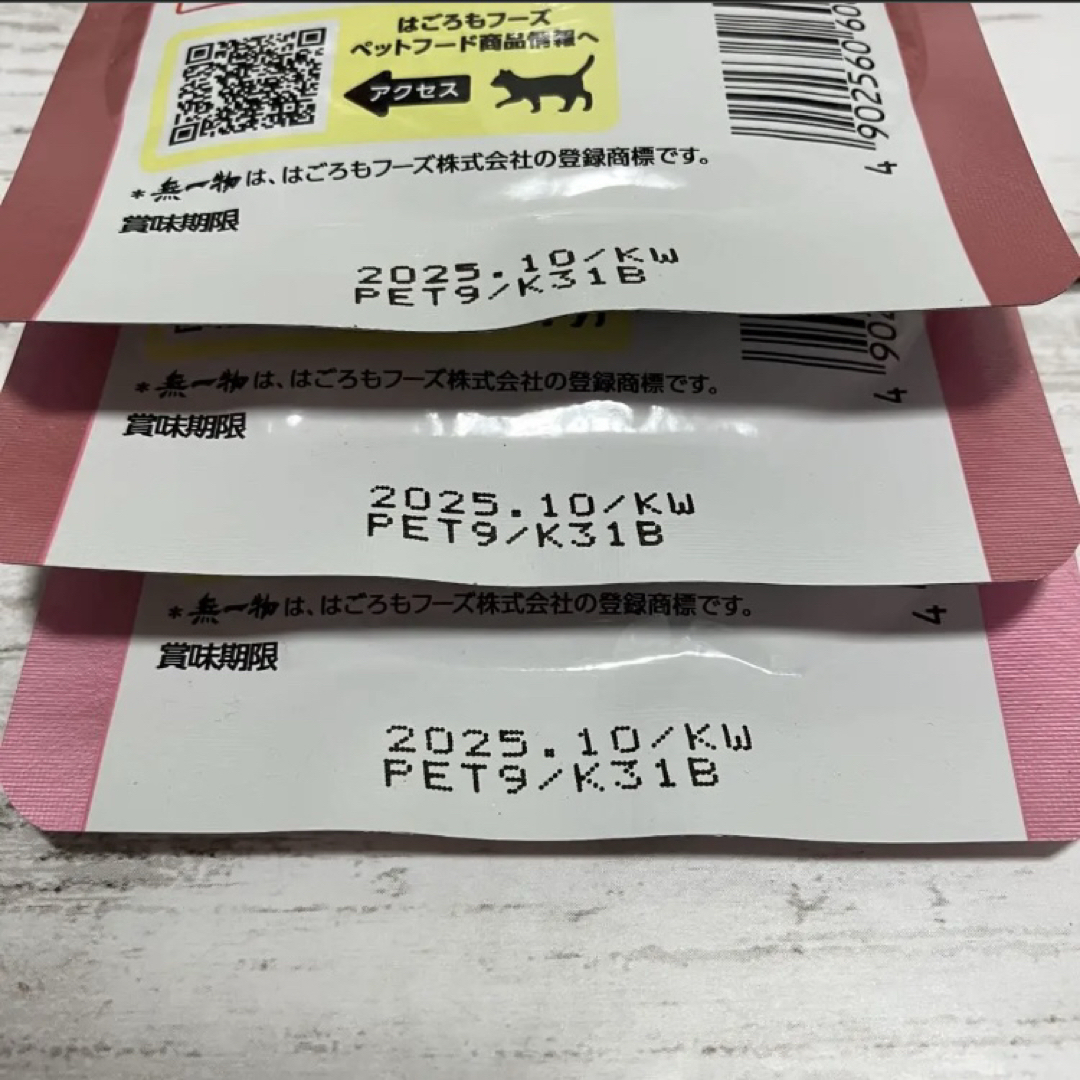 はごろもフーズ
ペットフード商品情報へ
アクセス
4 902560 60
*無一物は、はごろもフーズ株式会社の登録商標です。
賞味期限
2025.10/KW
PET9/K31B
4 90
*無一物は、はごろもフーズ株式会社の登録商標です。
賞味期限
2025.10/KW
PET9/K31B
4
*無一物は、はごろもフーズ株式会社の登録商標です。
賞味期限
2025.10/KW
PET9/K31B